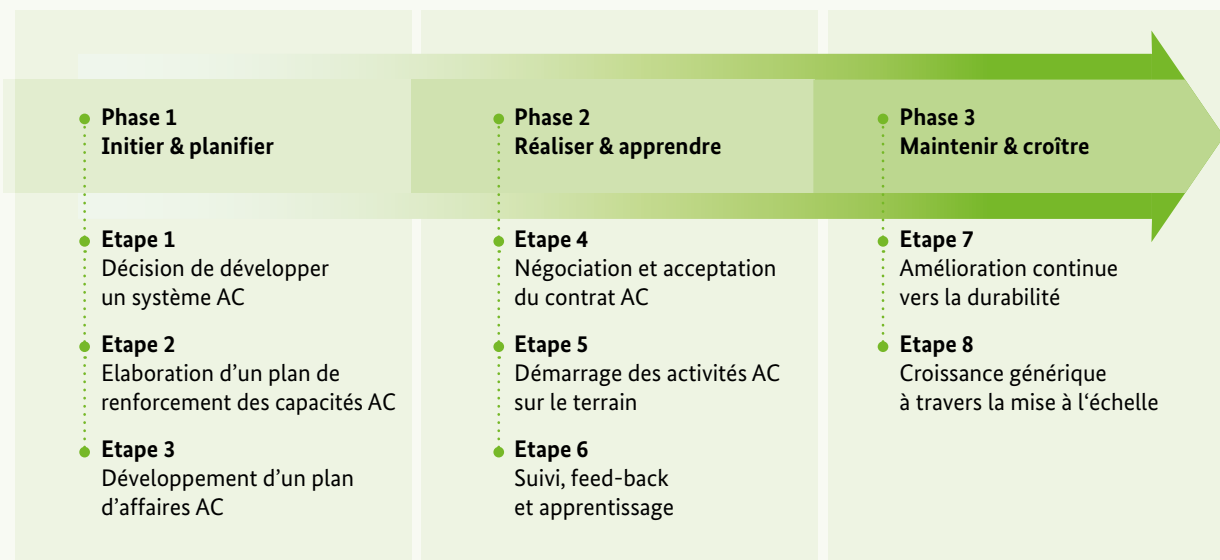 Phase 1
Initier & planifier
Etape 1
Décision de développer
un système AC
Etape 2
Elaboration d’un plan de
renforcement des capacités AC
Etape 3
Développement d’un plan
d’affaires AC
Phase 2
Réaliser & apprendre
Etape 4
Négociation et acceptation
du contrat AC
Etape 5
Démarrage des activités AC
sur le terrain
Etape 6
Suivi, feed-back
et apprentissage
Phase 3
Maintenir & croître
Etape 7
Amélioration continue
vers la durabilité
Etape 8
Croissance générique
à travers la mise à l‘échelle